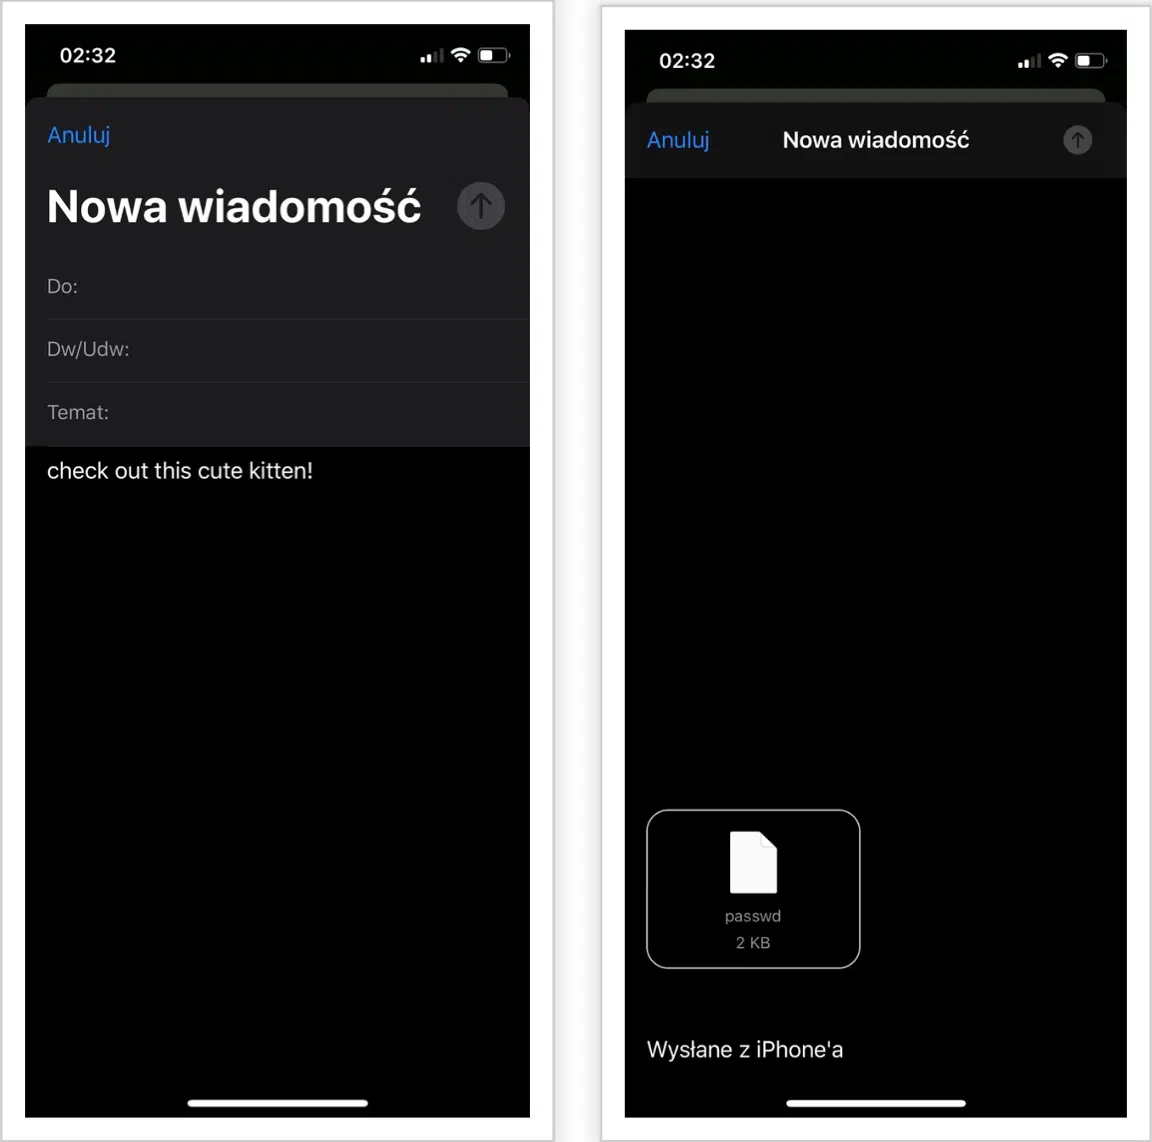 02:32
Anuluj
Nowa wiadomość
Do:
Dw/Udw:
Temat:
check out this cute kitten!
02:32
Anuluj
Nowa wiadomość
passwd
2 KB
Wysłane z iPhone'a